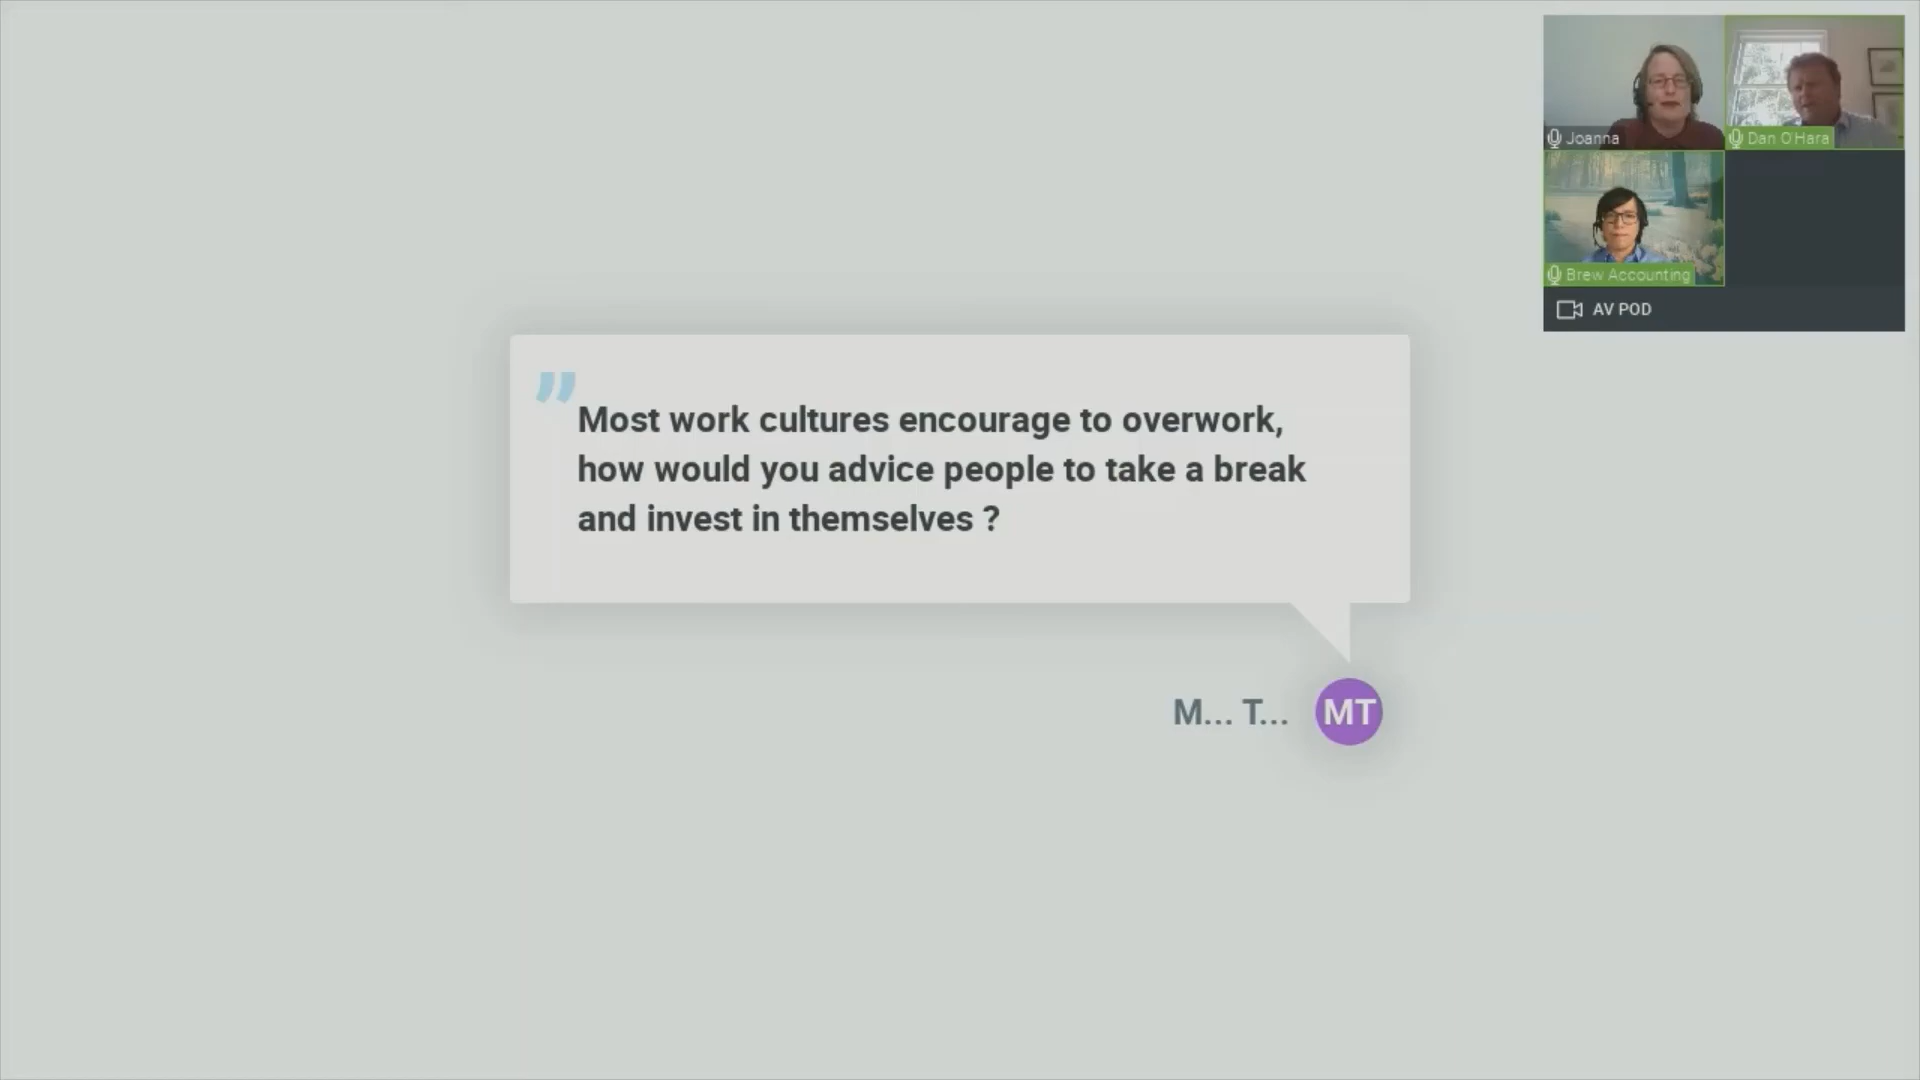 Joanna
Dan O'Hara
Brew Accounting
AV POD
”
Most work cultures encourage to overwork,
how would you advice people to take a break
and invest in themselves ?
M... T...
MT